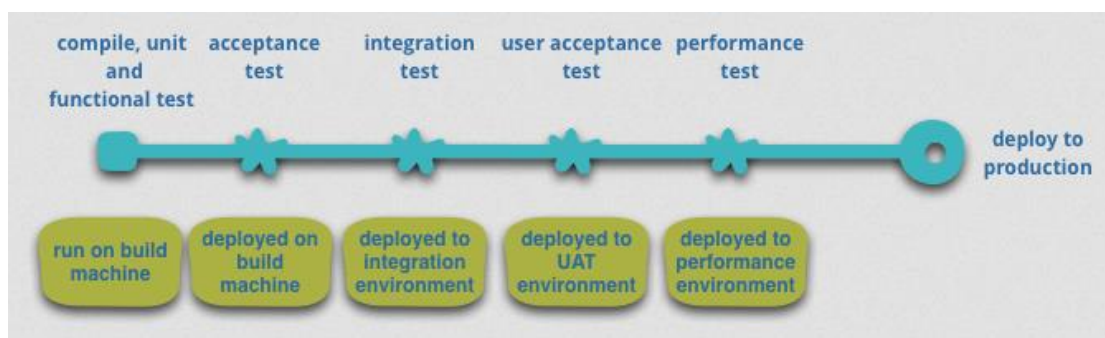 compile, unit
and
functional test
acceptance
test
integration
test
user acceptance
test
performance
test
deploy to
production
run on build
machine
deployed on
build
machine
deployed to
integration
environment
deployed to
UAT
environment
deployed to
performance
environment